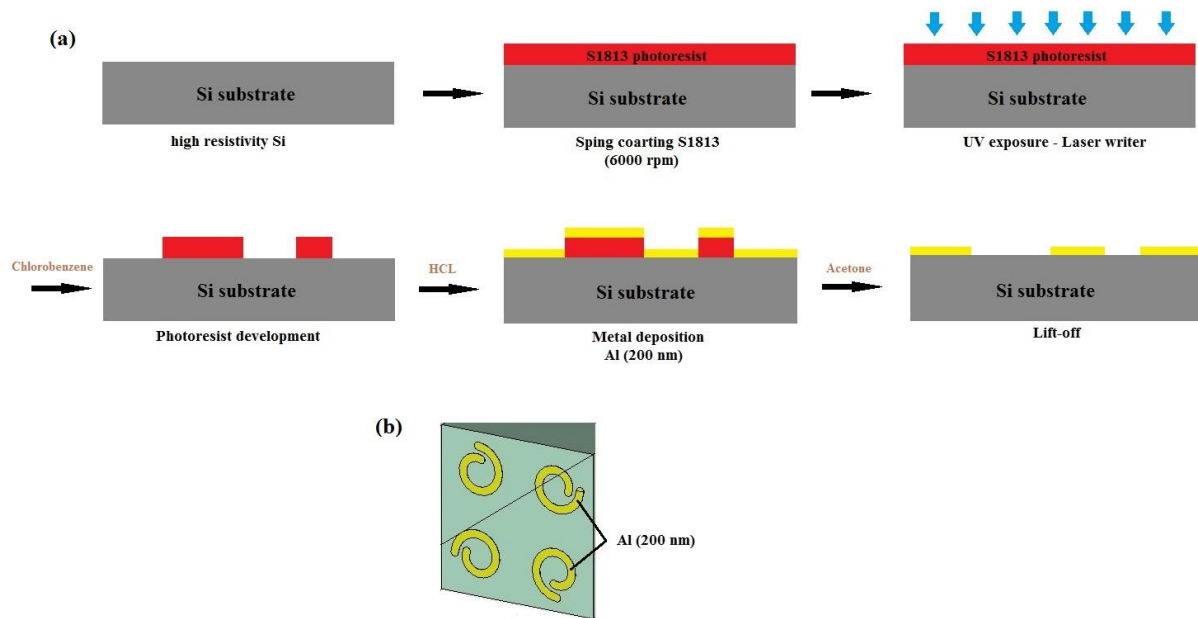 (a)
Si substrate
high resistivity Si
S1813 photoresist
Si substrate
Sping coarting S1813
(6000 rpm)
S1813 photoresist
Si substrate
UV exposure - Laser writer
Chlorobenzene
Si substrate
Photoresist development
HCL
Si substrate
Metal deposition
Al (200 nm)
Acetone
Si substrate
Lift-off
(b)
Al (200 nm)